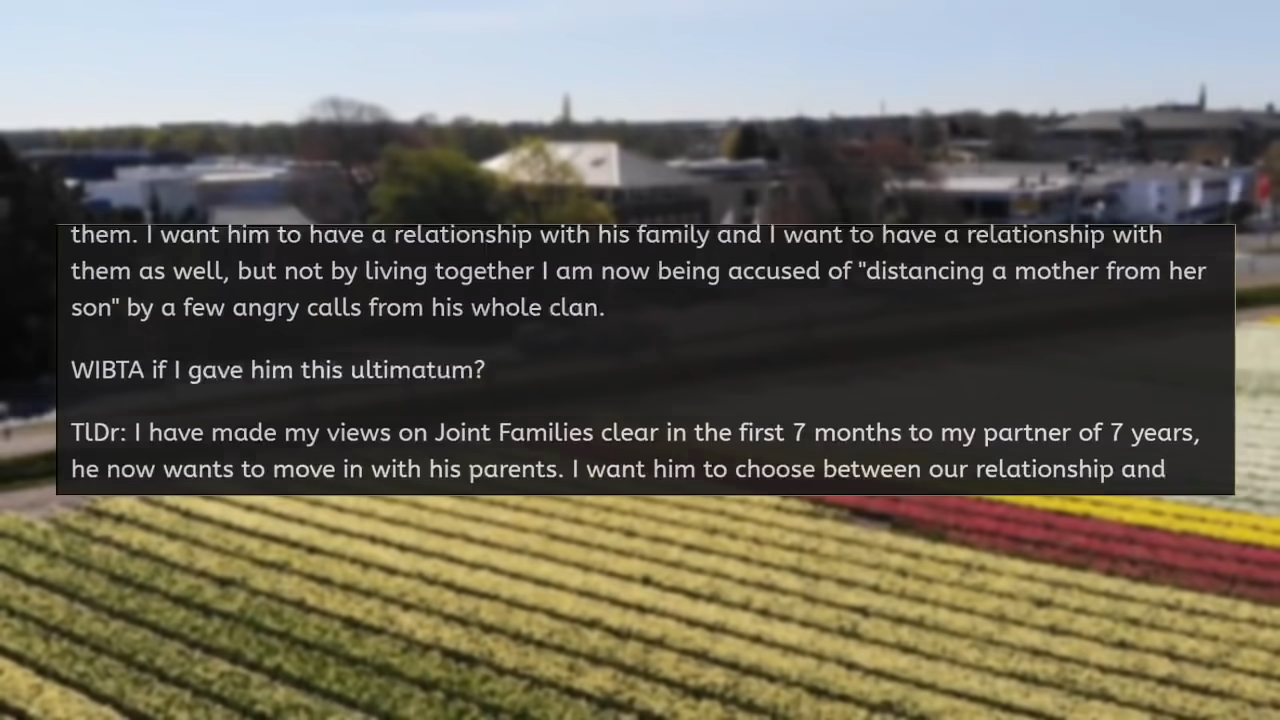 them. I want him to have a relationship with his family and I want to have a relationship with
them as well, but not by living together I am now being accused of "distancing a mother from her
son" by a few angry calls from his whole clan.
WIBTA if I gave him this ultimatum?
TlDr: I have made my views on Joint Families clear in the first 7 months to my partner of 7 years,
he now wants to move in with his parents. I want him to choose between our relationship and